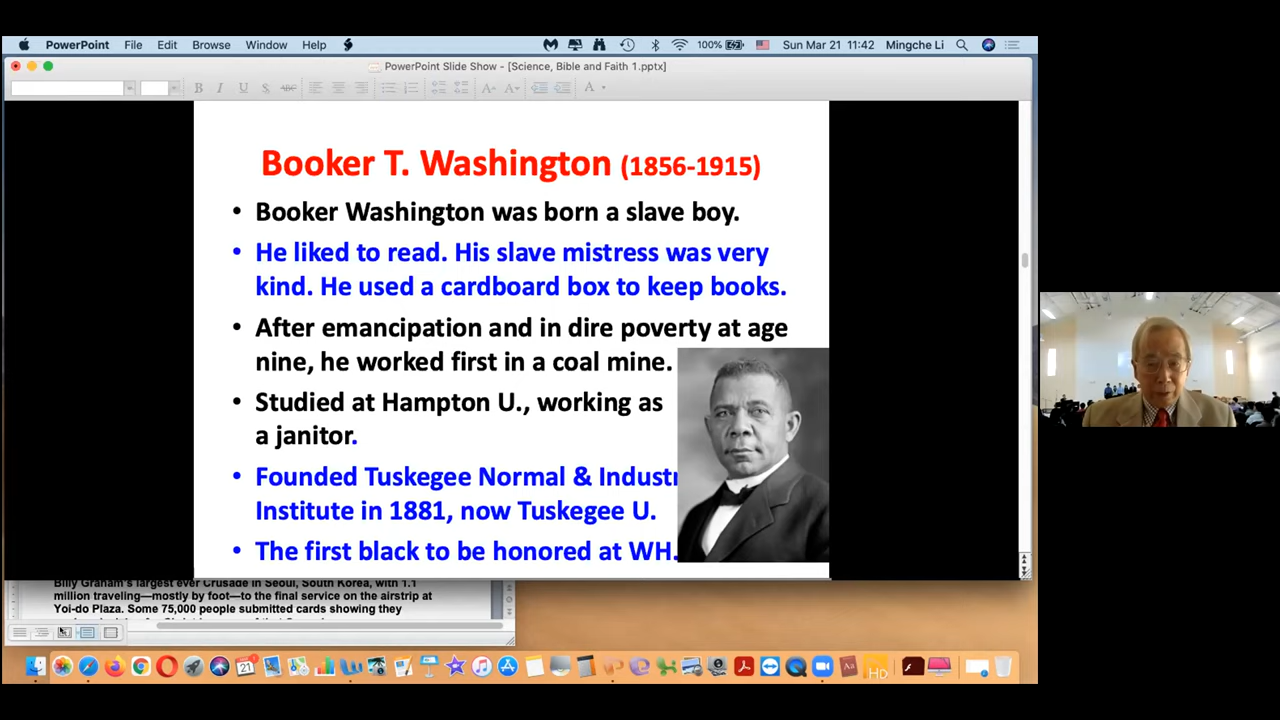 PowerPoint File Edit Browse Window Help 100% Sun Mar 21 11:42 Mingche Li
PowerPoint Slide Show - [Science, Bible and Faith 1.pptx]
B I U S ABC A A A
Booker T. Washington (1856-1915)
• Booker Washington was born a slave boy.
• He liked to read. His slave mistress was very
kind. He used a cardboard box to keep books.
• After emancipation and in dire poverty at age
nine, he worked first in a coal mine.
• Studied at Hampton U., working as
a janitor.
• Founded Tuskegee Normal & Industr
Institute in 1881, now Tuskegee U.
• The first black to be honored at WH.
Billy Graham's largest ever Crusade in Seoul, South Korea, with 1.1
million traveling—mostly by foot—to the final service on the airstrip at
Yoi-do Plaza. Some 75,000 people submitted cards showing they
21 HD